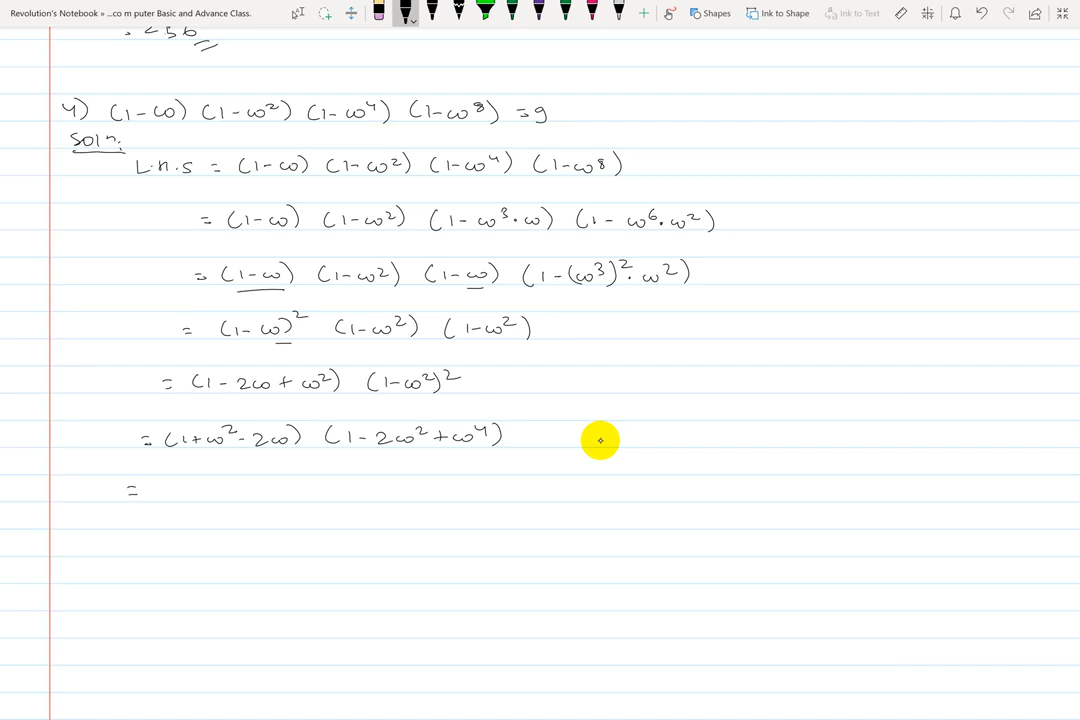 Revolution's Notebook » ...co m puter Basic and Advance Class.
Shapes
Ink to Shape
Ink to Text
= 256
4) (1-ω) (1-ω²) (1-ω⁴) (1-ω⁸) = 9
Solⁿ:
L.H.S = (1-ω) (1-ω²) (1-ω⁴) (1-ω⁸)
= (1-ω) (1-ω²) (1-ω³·ω) (1-ω⁶·ω²)
= (1-ω) (1-ω²) (1-ω) (1-(ω³)²·ω²)
= (1-ω)² (1-ω²) (1-ω²)
= (1-2ω+ω²) (1-ω²)²
= (1+ω²-2ω) (1-2ω²+ω⁴)
=